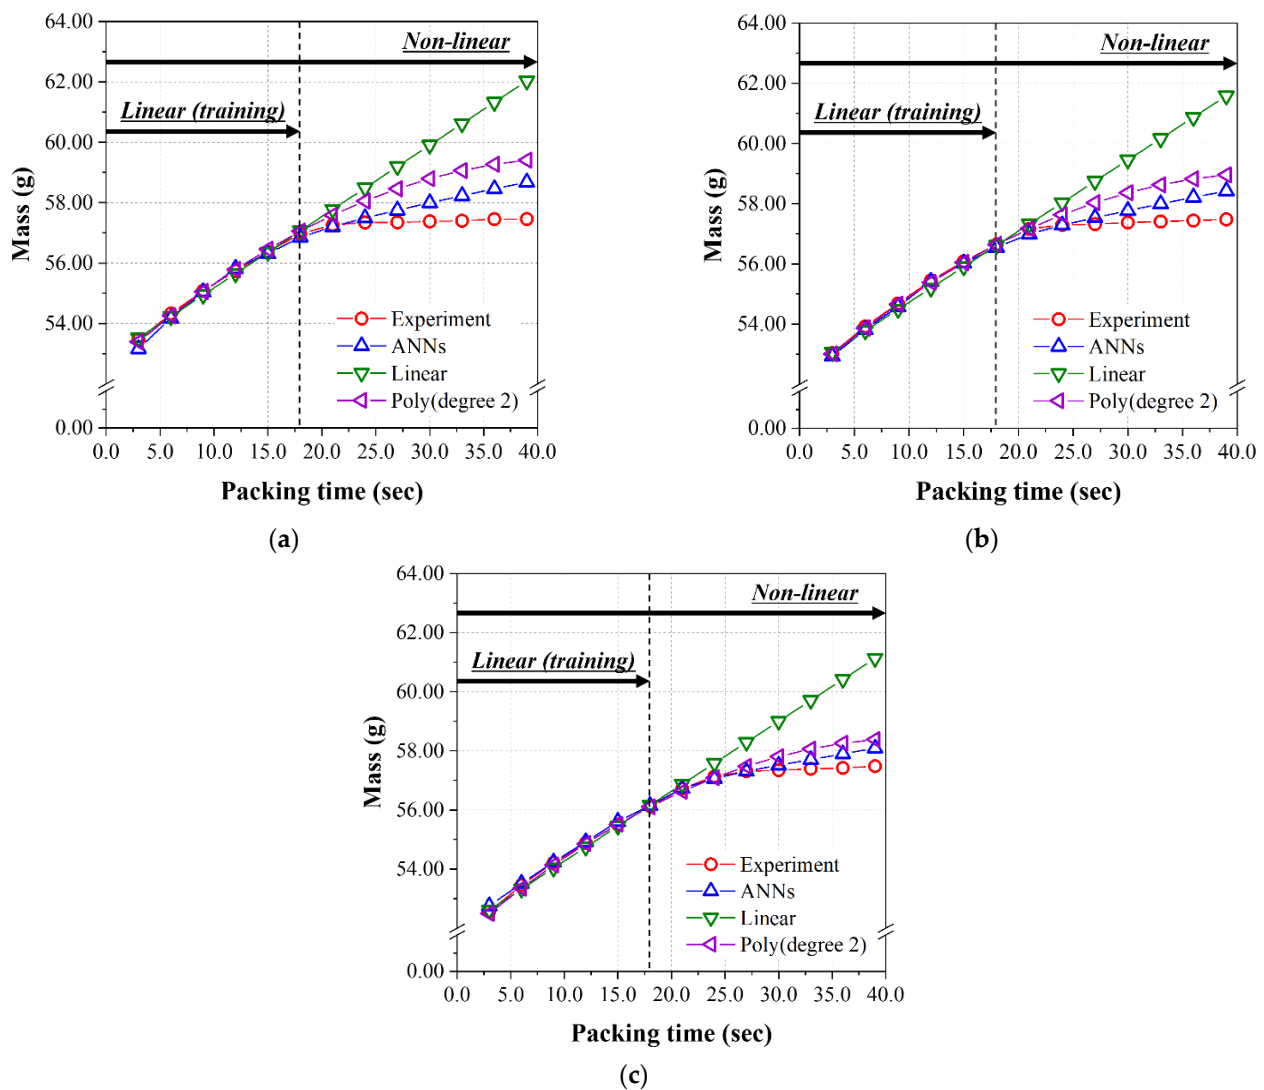 64.00
62.00
60.00
58.00
56.00
54.00
0.00
Mass (g)
Non-linear
Linear (training)
Experiment
ANNs
Linear
Poly(degree 2)
0.0 5.0 10.0 15.0 20.0 25.0 30.0 35.0 40.0
Packing time (sec)
(a)
64.00
62.00
60.00
58.00
56.00
54.00
0.00
Mass (g)
Non-linear
Linear (training)
Experiment
ANNs
Linear
Poly(degree 2)
0.0 5.0 10.0 15.0 20.0 25.0 30.0 35.0 40.0
Packing time (sec)
(b)
64.00
62.00
60.00
58.00
56.00
54.00
0.00
Mass (g)
Non-linear
Linear (training)
Experiment
ANNs
Linear
Poly(degree 2)
0.0 5.0 10.0 15.0 20.0 25.0 30.0 35.0 40.0
Packing time (sec)
(c)